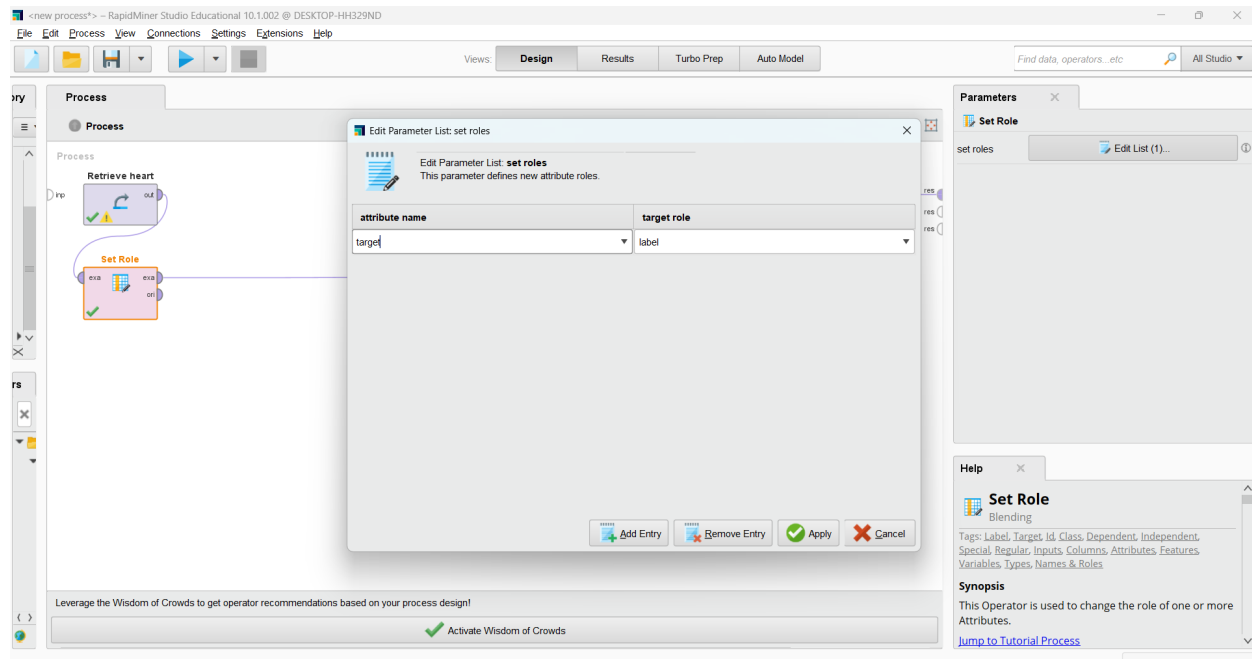 <new process*> – RapidMiner Studio Educational 10.1.002 @ DESKTOP-HH329ND
File Edit Process View Connections Settings Extensions Help
Views: Design Results Turbo Prep Auto Model
Find data, operators...etc
All Studio
ory
Process
Parameters
Process
Set Role
set roles
Edit List (1)...
Process
Retrieve heart
inp
out
Set Role
exa
exa
ori
res
res
res
Edit Parameter List: set roles
Edit Parameter List: set roles
This parameter defines new attribute roles.
attribute name
target role
target
label
Add Entry
Remove Entry
Apply
Cancel
rs
Help
Set Role
Blending
Tags: Label, Target, Id, Class, Dependent, Independent,
Special, Regular, Inputs, Columns, Attributes, Features,
Variables, Types, Names & Roles
Synopsis
This Operator is used to change the role of one or more
Attributes.
Jump to Tutorial Process
Leverage the Wisdom of Crowds to get operator recommendations based on your process design!
Activate Wisdom of Crowds